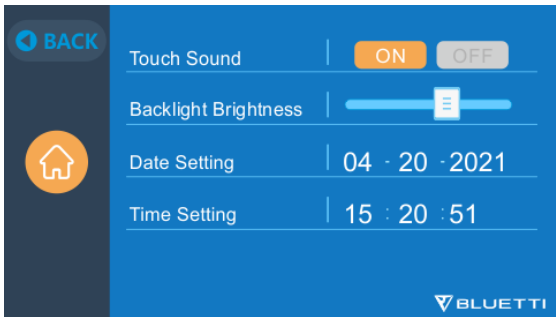 BACK
Touch Sound ON OFF
Backlight Brightness
Date Setting 04 - 20 - 2021
Time Setting 15 : 20 : 51
BLUETTI